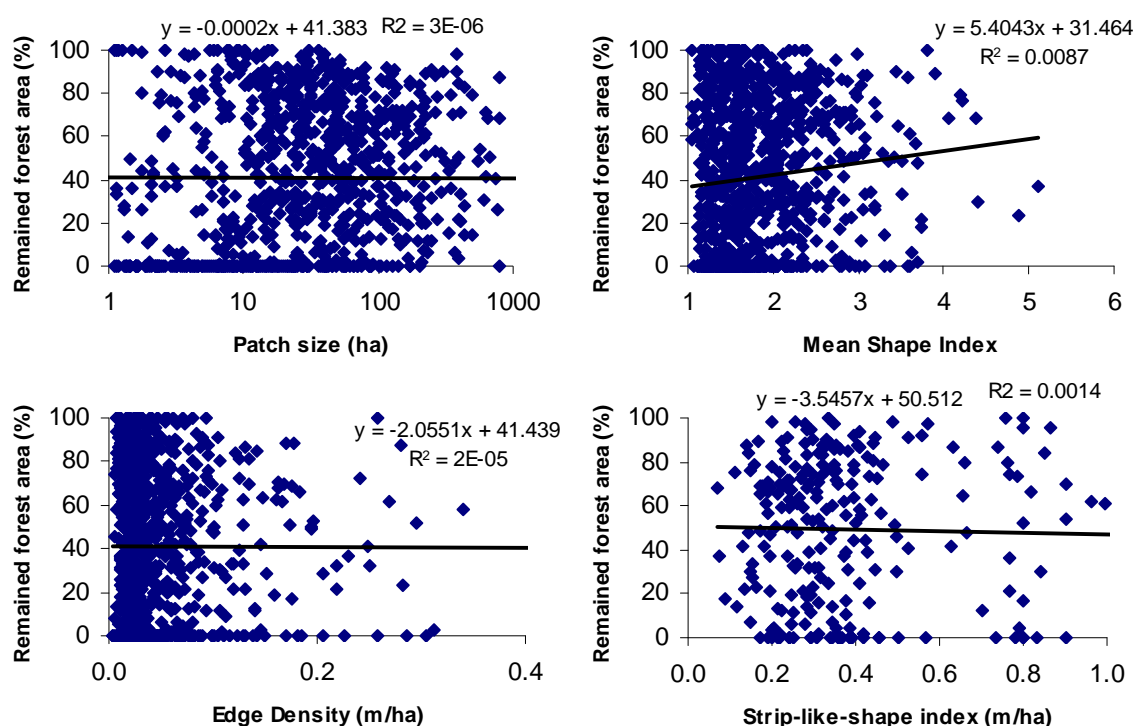 y = -0.0002x + 41.383 R2 = 3E-06
Remained forest area (%)
100
80
60
40
20
0
1 10 100 1000
Patch size (ha)
y = 5.4043x + 31.464
R² = 0.0087
Remained forest area (%)
100
80
60
40
20
0
1 2 3 4 5 6
Mean Shape Index
y = -2.0551x + 41.439
R² = 2E-05
Remained forest area (%)
100
80
60
40
20
0
0.0 0.2 0.4
Edge Density (m/ha)
y = -3.5457x + 50.512 R2 = 0.0014
Remained forest area (%)
100
80
60
40
20
0
0.0 0.2 0.4 0.6 0.8 1.0
Strip-like-shape index (m/ha)